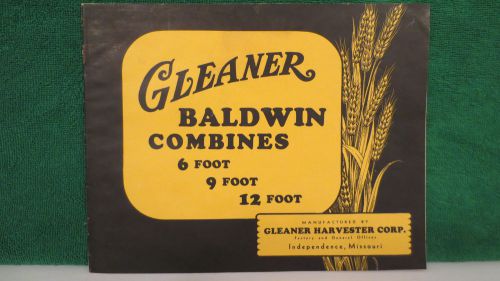 GLEANER
BALDWIN
COMBINES
6 FOOT
9 FOOT
12 FOOT
MANUFACTURED BY
GLEANER HARVESTER CORP.
Factory and General Offices
Independence, Missouri